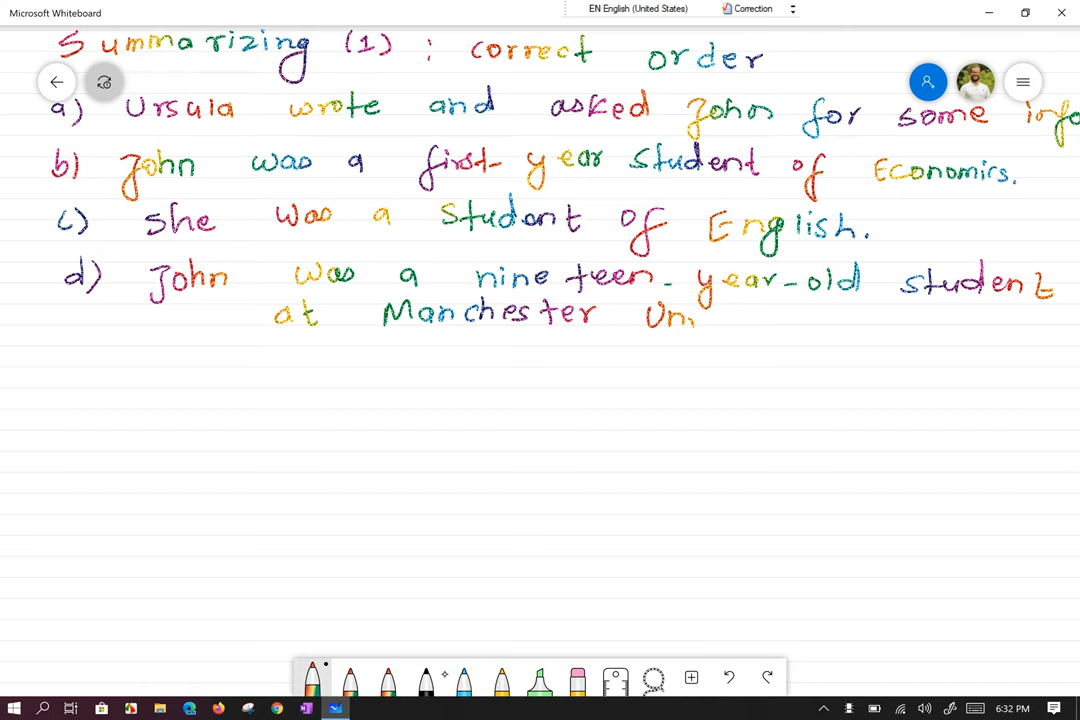 Microsoft Whiteboard
EN English (United States)
Correction
Summarizing (1) : correct order
a) Ursula wrote and asked John for some info
b) John was a first-year student of Economics.
c) she was a student of English.
d) John was a nineteen-year-old student
at Manchester Uni
6:32 PM